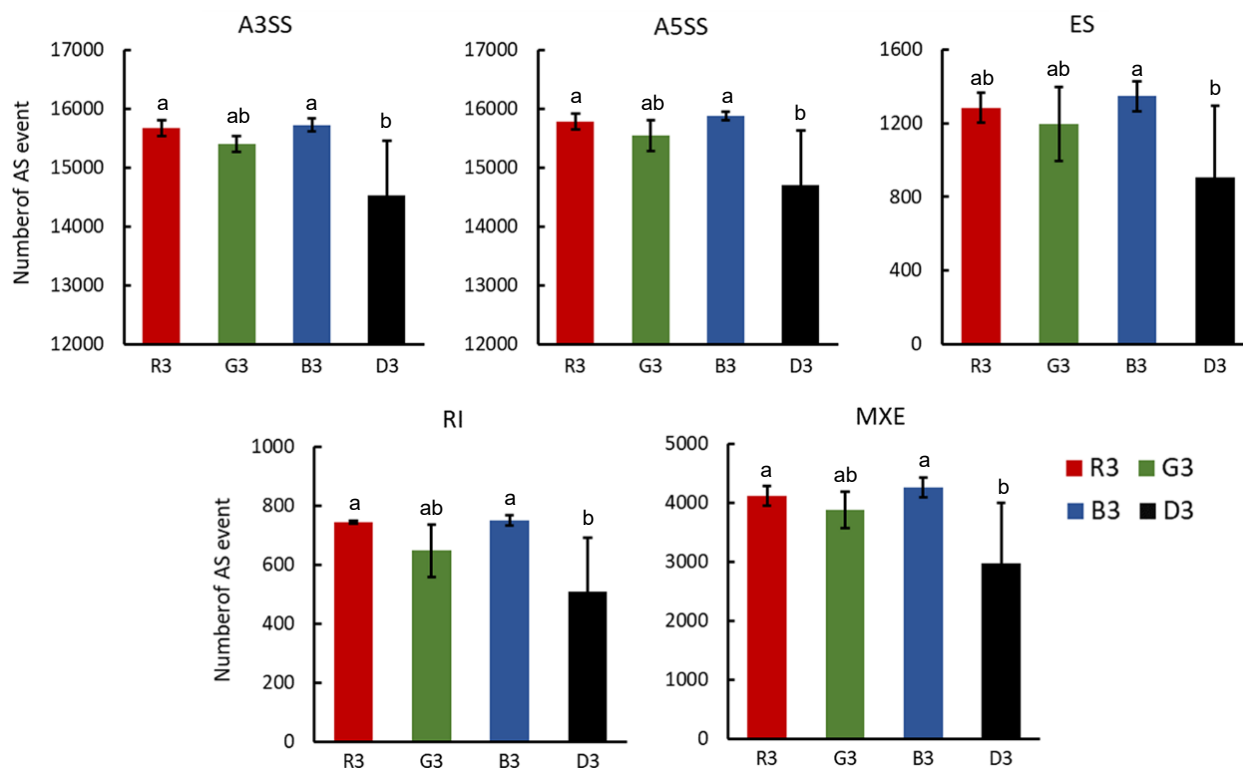 A3SS
Numberof AS event
17000
16000
15000
14000
13000
12000
a
ab
a
b
R3 G3 B3 D3
A5SS
17000
16000
15000
14000
13000
12000
a
ab
a
b
R3 G3 B3 D3
ES
1600
1200
800
400
0
ab
ab
a
b
R3 G3 B3 D3
RI
Numberof AS event
1000
800
600
400
200
0
a
ab
a
b
R3 G3 B3 D3
MXE
5000
4000
3000
2000
1000
0
a
ab
a
b
R3 G3 B3 D3
R3 G3
B3 D3